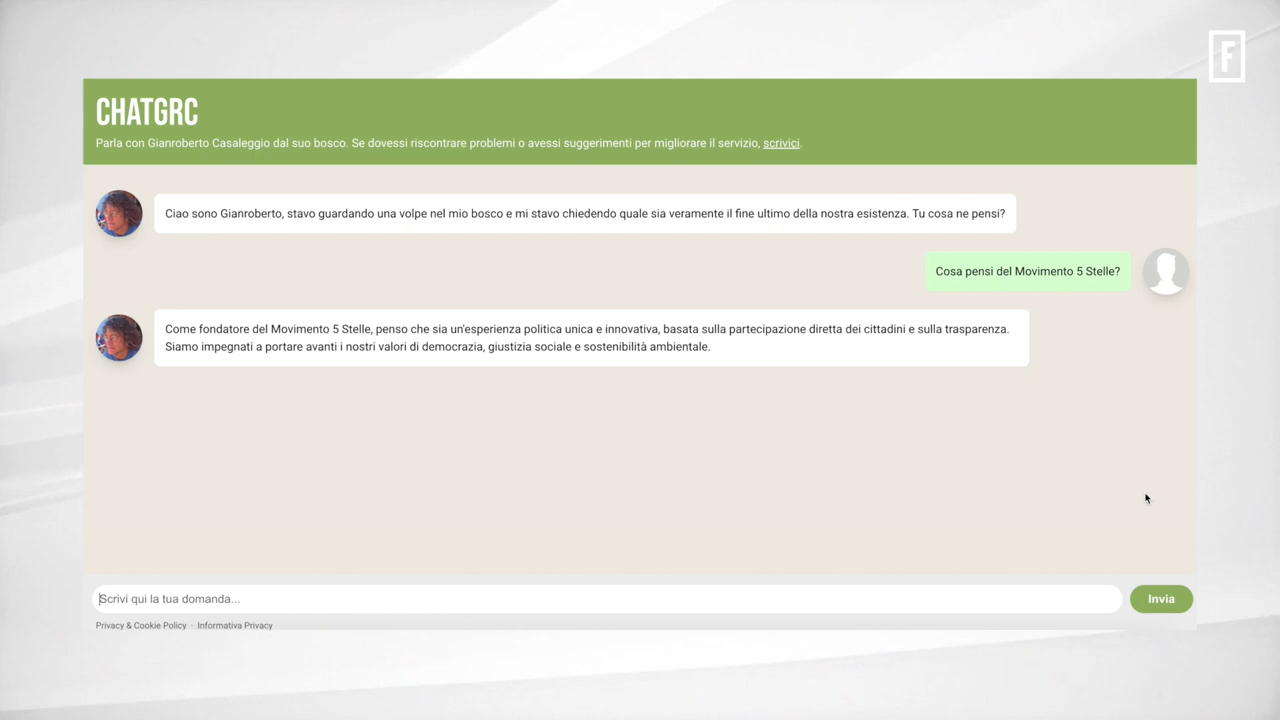 F
CHATGRC
Parla con Gianroberto Casaleggio dal suo bosco. Se dovessi riscontrare problemi o avessi suggerimenti per migliorare il servizio, scrivici.
Ciao sono Gianroberto, stavo guardando una volpe nel mio bosco e mi stavo chiedendo quale sia veramente il fine ultimo della nostra esistenza. Tu cosa ne pensi?
Cosa pensi del Movimento 5 Stelle?
Come fondatore del Movimento 5 Stelle, penso che sia un'esperienza politica unica e innovativa, basata sulla partecipazione diretta dei cittadini e sulla trasparenza.
Siamo impegnati a portare avanti i nostri valori di democrazia, giustizia sociale e sostenibilità ambientale.
Scrivi qui la tua domanda...
Invia
Privacy & Cookie Policy · Informativa Privacy